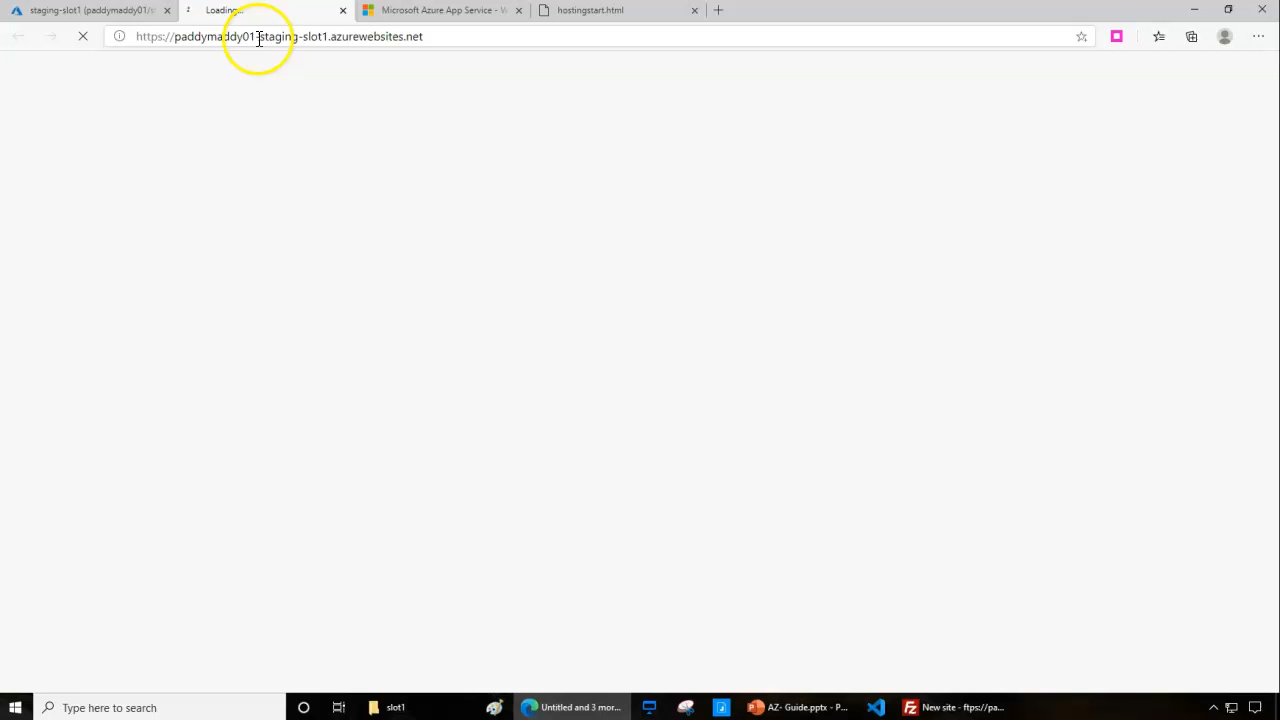 staging-slot1 (paddymaddy01/s
Loading...
Microsoft Azure App Service - W
hostingstart.html
https://paddymaddy01-staging-slot1.azurewebsites.net
Type here to search
slot1
Untitled and 3 mor...
AZ- Guide.pptx - P...
New site - ftps://pa...